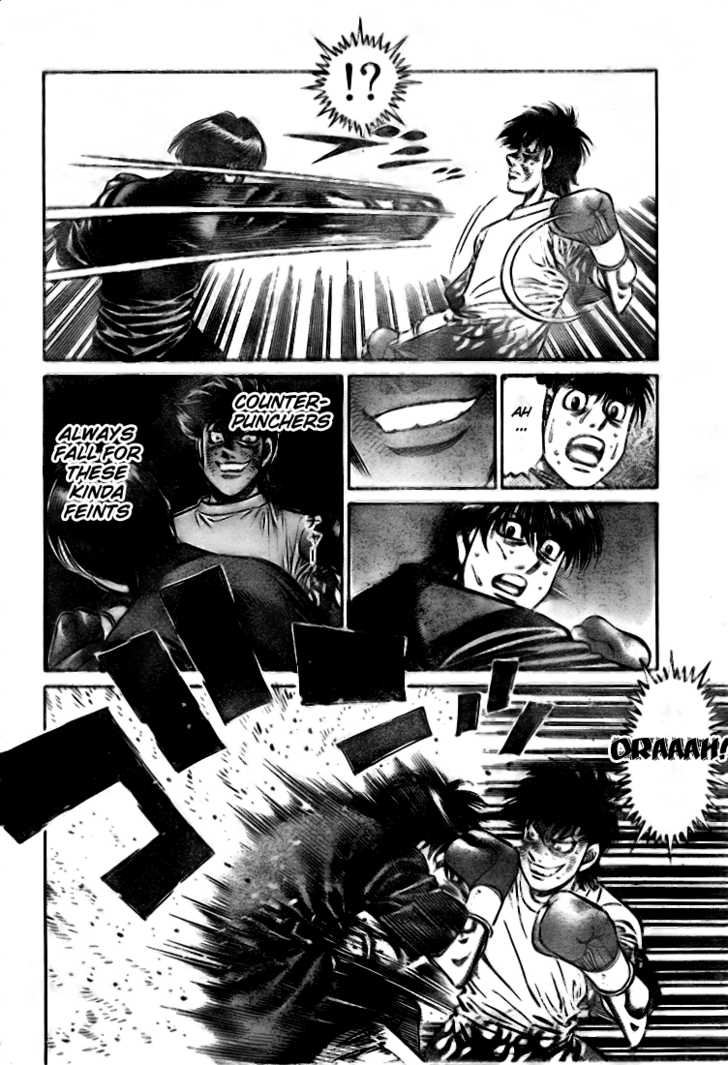 !?
AH
...
COUNTER-
PUNCHERS
ALWAYS
FALL FOR
THESE
KINDA
FEINTS
ORAAAH!